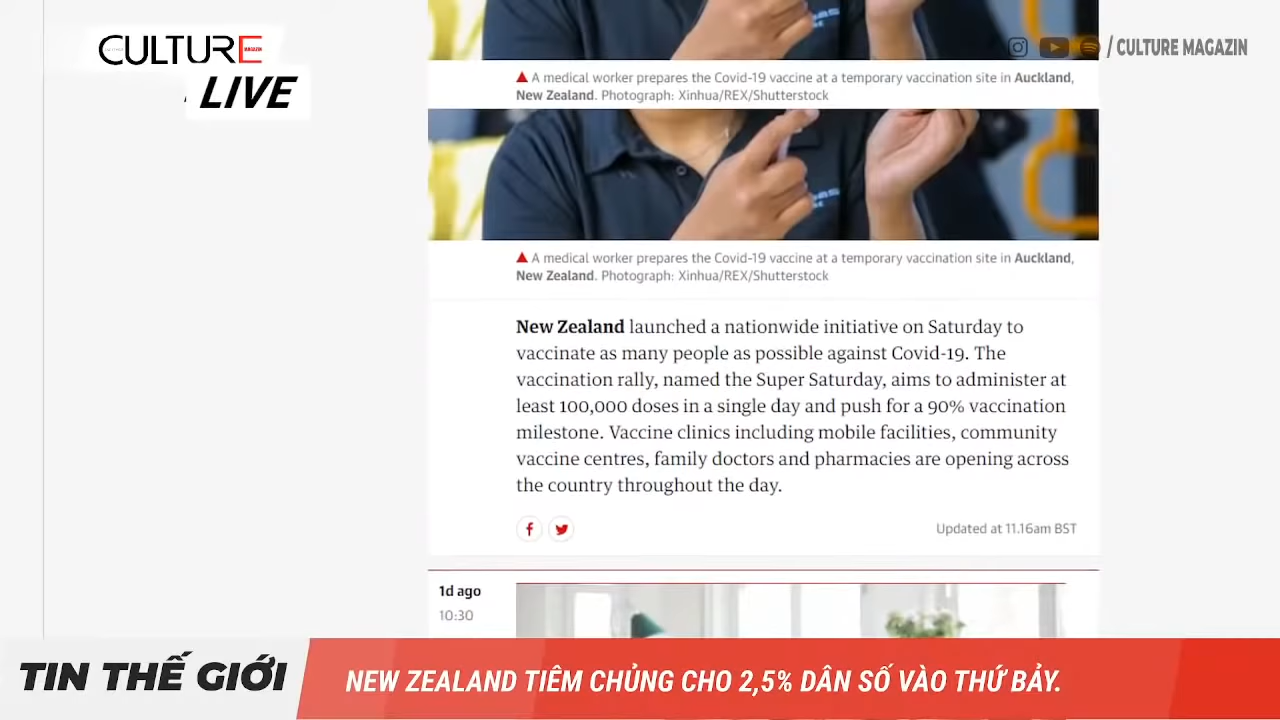 CULTURE MAGAZIN
LIVE
/ CULTURE MAGAZIN
A medical worker prepares the Covid-19 vaccine at a temporary vaccination site in Auckland,
New Zealand. Photograph: Xinhua/REX/Shutterstock
A medical worker prepares the Covid-19 vaccine at a temporary vaccination site in Auckland,
New Zealand. Photograph: Xinhua/REX/Shutterstock
New Zealand launched a nationwide initiative on Saturday to
vaccinate as many people as possible against Covid-19. The
vaccination rally, named the Super Saturday, aims to administer at
least 100,000 doses in a single day and push for a 90% vaccination
milestone. Vaccine clinics including mobile facilities, community
vaccine centres, family doctors and pharmacies are opening across
the country throughout the day.
Updated at 11.16am BST
1d ago
10:30
TIN THẾ GIỚI
NEW ZEALAND TIÊM CHỦNG CHO 2,5% DÂN SỐ VÀO THỨ BẢY.